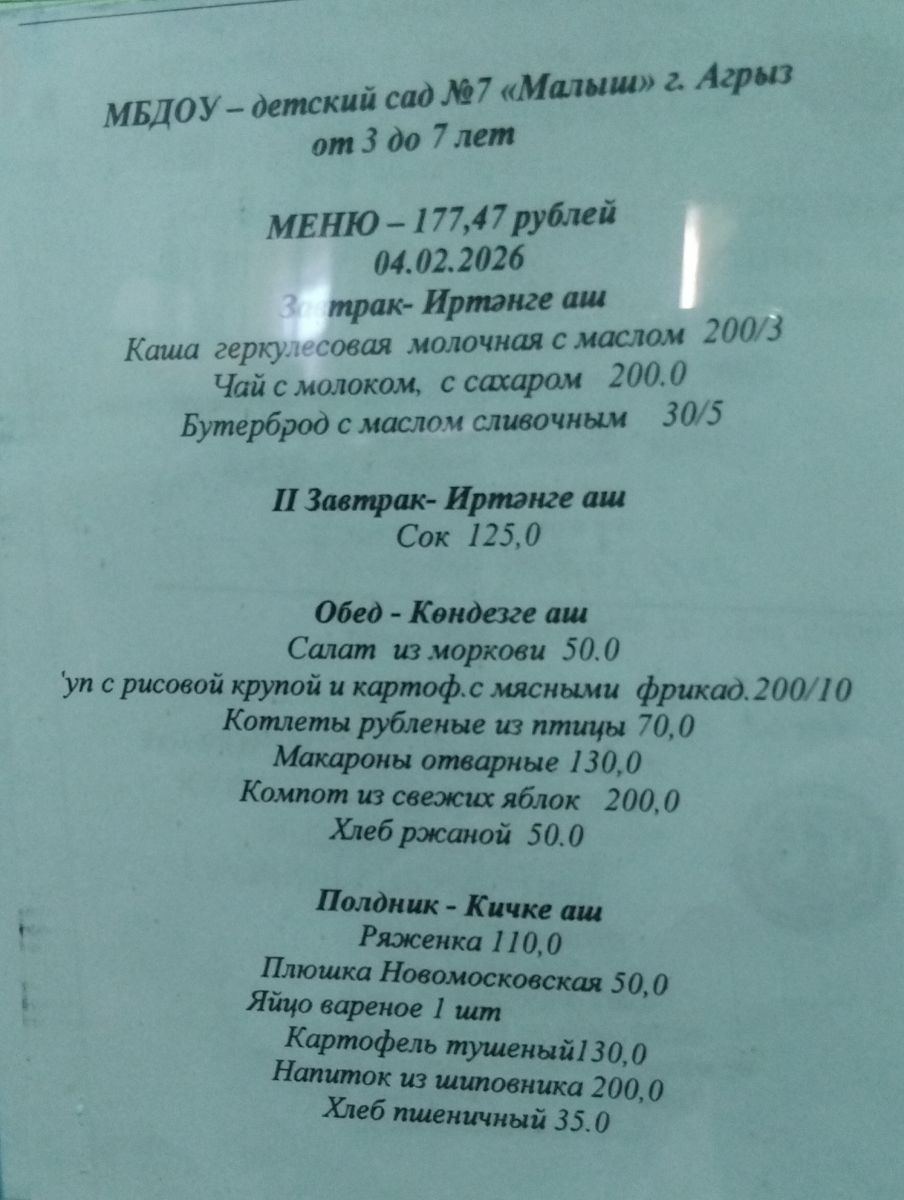 МБДОУ – детский сад №7 «Малыш» г. Агрыз
от 3 до 7 лет
МЕНЮ – 177,47 рублей
04.02.2026
Завтрак- Иртәнге аш
Каша геркулесовая молочная с маслом 200/3
Чай с молоком, с сахаром 200.0
Бутерброд с маслом сливочным 30/5
II Завтрак- Иртәнге аш
Сок 125,0
Обед - Көндезге аш
Салат из моркови 50.0
уп с рисовой крупой и картоф.с мясными фрикад.200/10
Котлеты рубленые из птицы 70,0
Макароны отварные 130,0
Компот из свежих яблок 200,0
Хлеб ржаной 50.0
Полдник - Кичке аш
Ряженка 110,0
Плюшка Новомосковская 50,0
Яйцо вареное 1 шт
Картофель тушеный130,0
Напиток из шиповника 200,0
Хлеб пшеничный 35.0